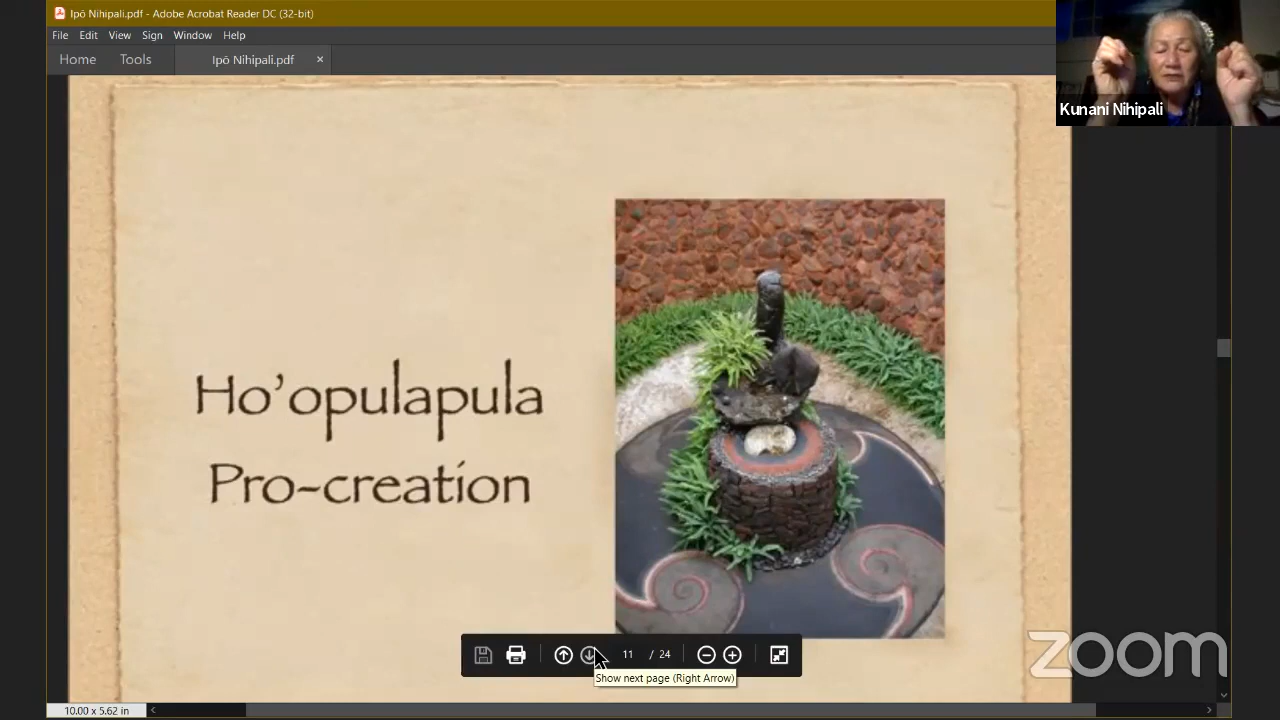 Ipō Nihipali.pdf - Adobe Acrobat Reader DC (32-bit)
File Edit View Sign Window Help
Home Tools Ipō Nihipali.pdf ×
Kunani Nihipali
Ho'opulapula
Pro-creation
11 / 24
Show next page (Right Arrow)
zoom
10.00 x 5.62 in